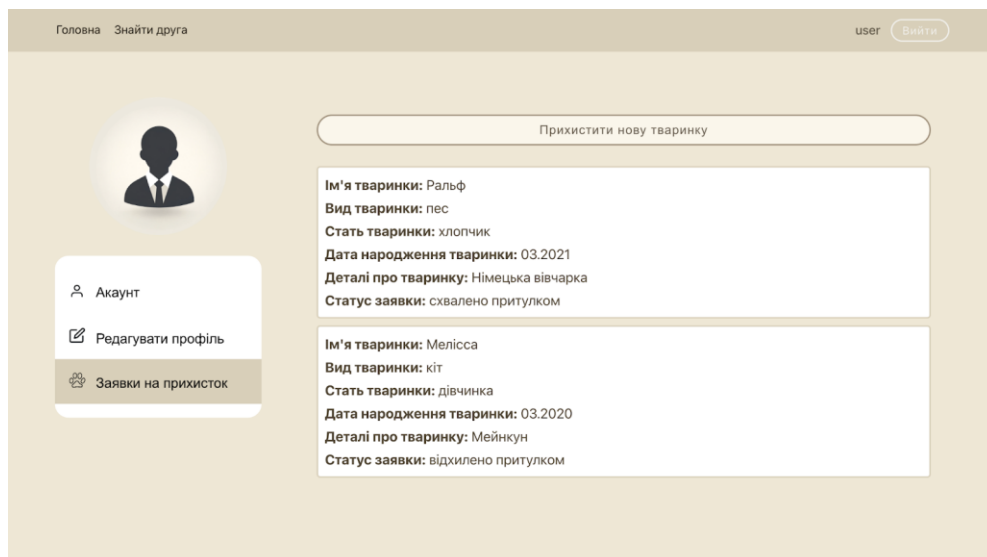 Головна Знайти друга user Вийти
Прихистити нову тваринку
Акаунт
Редагувати профіль
Заявки на прихисток
Ім'я тваринки: Ральф
Вид тваринки: пес
Стать тваринки: хлопчик
Дата народження тваринки: 03.2021
Деталі про тваринку: Німецька вівчарка
Статус заявки: схвалено притулком
Ім'я тваринки: Мелісса
Вид тваринки: кіт
Стать тваринки: дівчинка
Дата народження тваринки: 03.2020
Деталі про тваринку: Мейнкун
Статус заявки: відхилено притулком